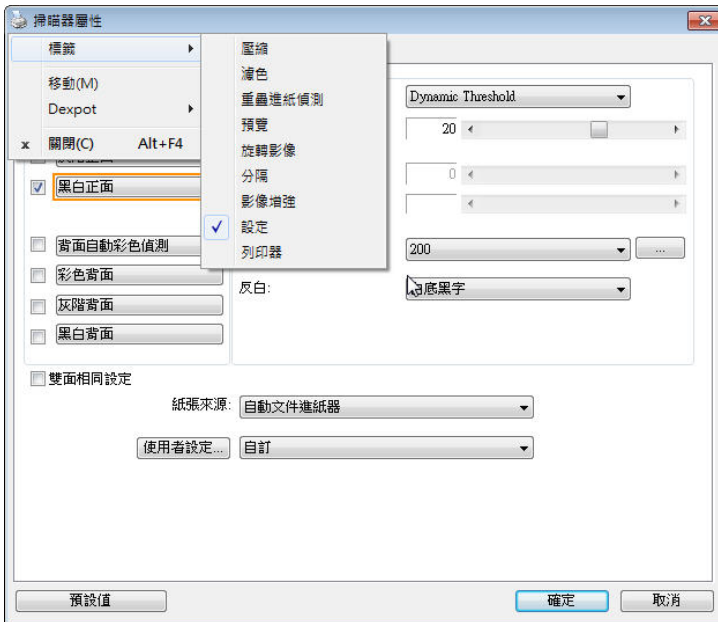 掃瞄器屬性
標籤
移動(M)
Dexpot
x 關閉(C) Alt+F4
壓縮
濾色
重疊進紙偵測
預覽
旋轉影像
分隔
影像增強
設定
列印器
Dynamic Threshold
20
0
黑白正面
背面自動彩色偵測
彩色背面
灰階背面
黑白背面
200
...
反白:
白底黑字
雙面相同設定
紙張來源:
自動文件進紙器
使用者設定...
自訂
預設值
確定
取消